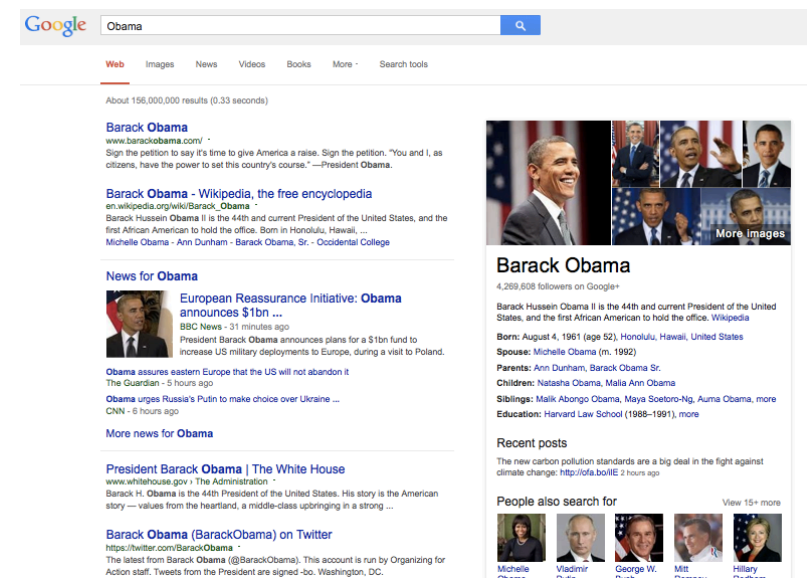 Google
Obama
Web Images News Videos Books More Search tools
About 156,000,000 results (0.33 seconds)
Barack Obama
www.barackobama.com/
Sign the petition to say it's time to give America a raise. Sign the petition. "You and I, as
citizens, have the power to set this country's course." —President Obama.
Barack Obama - Wikipedia, the free encyclopedia
en.wikipedia.org/wiki/Barack_Obama
Barack Hussein Obama II is the 44th and current President of the United States, and the
first African American to hold the office. Born in Honolulu, Hawaii, ...
Michelle Obama - Ann Dunham - Barack Obama, Sr. - Occidental College
News for Obama
European Reassurance Initiative: Obama
announces $1bn ...
BBC News - 31 minutes ago
President Barack Obama announces plans for a $1bn fund to
increase US military deployments to Europe, during a visit to Poland.
Obama assures eastern Europe that the US will not abandon it
The Guardian - 5 hours ago
Obama urges Russia's Putin to make choice over Ukraine ...
CNN - 6 hours ago
More news for Obama
President Barack Obama | The White House
www.whitehouse.gov › The Administration
Barack H. Obama is the 44th President of the United States. His story is the American
story — values from the heartland, a middle-class upbringing in a strong ...
Barack Obama (BarackObama) on Twitter
https://twitter.com/BarackObama
The latest from Barack Obama (@BarackObama). This account is run by Organizing for
Action staff. Tweets from the President are signed -bo. Washington, DC.
More images
Barack Obama
4,269,608 followers on Google+
Barack Hussein Obama II is the 44th and current President of the United
States, and the first African American to hold the office. Wikipedia
Born: August 4, 1961 (age 52), Honolulu, Hawaii, United States
Spouse: Michelle Obama (m. 1992)
Parents: Ann Dunham, Barack Obama Sr.
Children: Natasha Obama, Malia Ann Obama
Siblings: Malik Abongo Obama, Maya Soetoro-Ng, Auma Obama, more
Education: Harvard Law School (1988–1991), more
Recent posts
The new carbon pollution standards are a big deal in the fight against
climate change: http://ofa.bo/iIE 2 hours ago
People also search for View 15+ more
Michelle Vladimir George W. Mitt Hillary